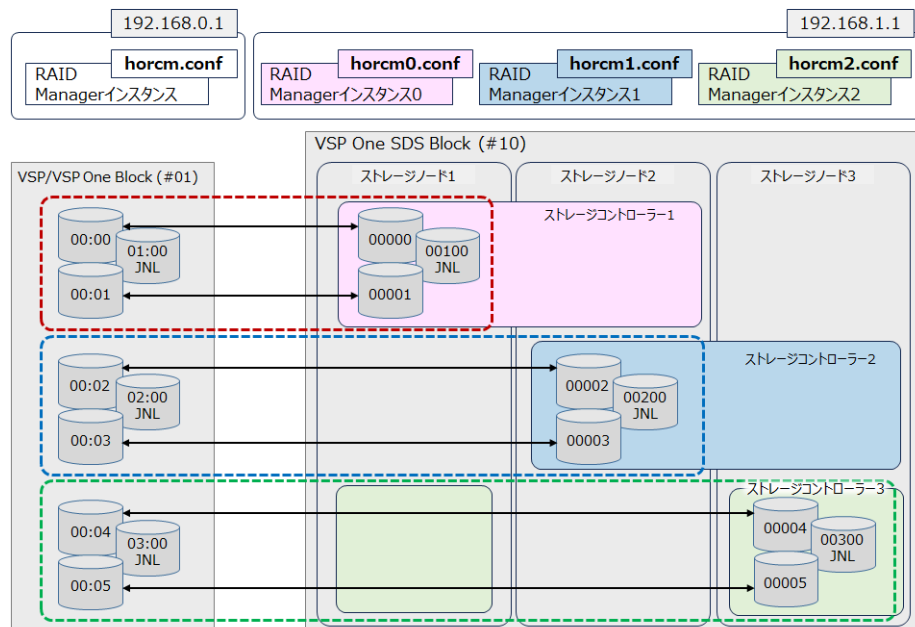 192.168.0.1
horcm.conf
RAID
Managerインスタンス
192.168.1.1
horcm0.conf
RAID
Managerインスタンス0
horcm1.conf
RAID
Managerインスタンス1
horcm2.conf
RAID
Managerインスタンス2
VSP/VSP One Block (#01)
VSP One SDS Block (#10)
ストレージノード1
ストレージノード2
ストレージノード3
00:00
01:00
JNL
00:01
ストレージコントローラー1
00000
00100
JNL
00001
00:02
02:00
JNL
00:03
ストレージコントローラー2
00002
00200
JNL
00003
00:04
03:00
JNL
00:05
ストレージコントローラー3
00004
00300
JNL
00005